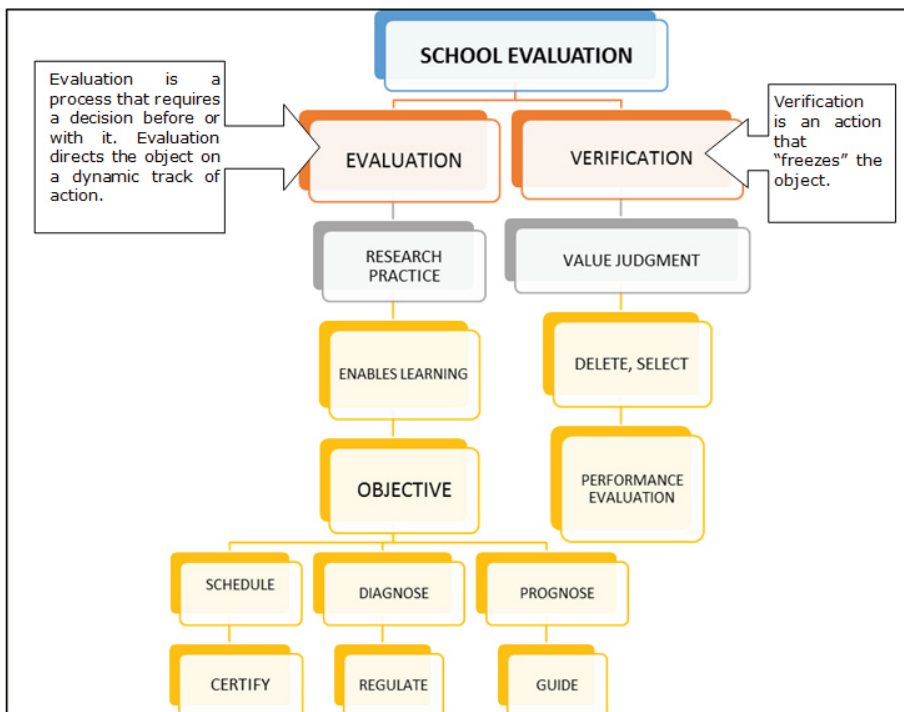 SCHOOL EVALUATION
Evaluation is a
process that requires
a decision before or
with it. Evaluation
directs the object on
a dynamic track of
action.
EVALUATION
VERIFICATION
Verification
is an action
that
“freezes” the
object.
RESEARCH
PRACTICE
VALUE JUDGMENT
ENABLES LEARNING
DELETE, SELECT
OBJECTIVE
PERFORMANCE
EVALUATION
SCHEDULE
DIAGNOSE
PROGNOSE
CERTIFY
REGULATE
GUIDE